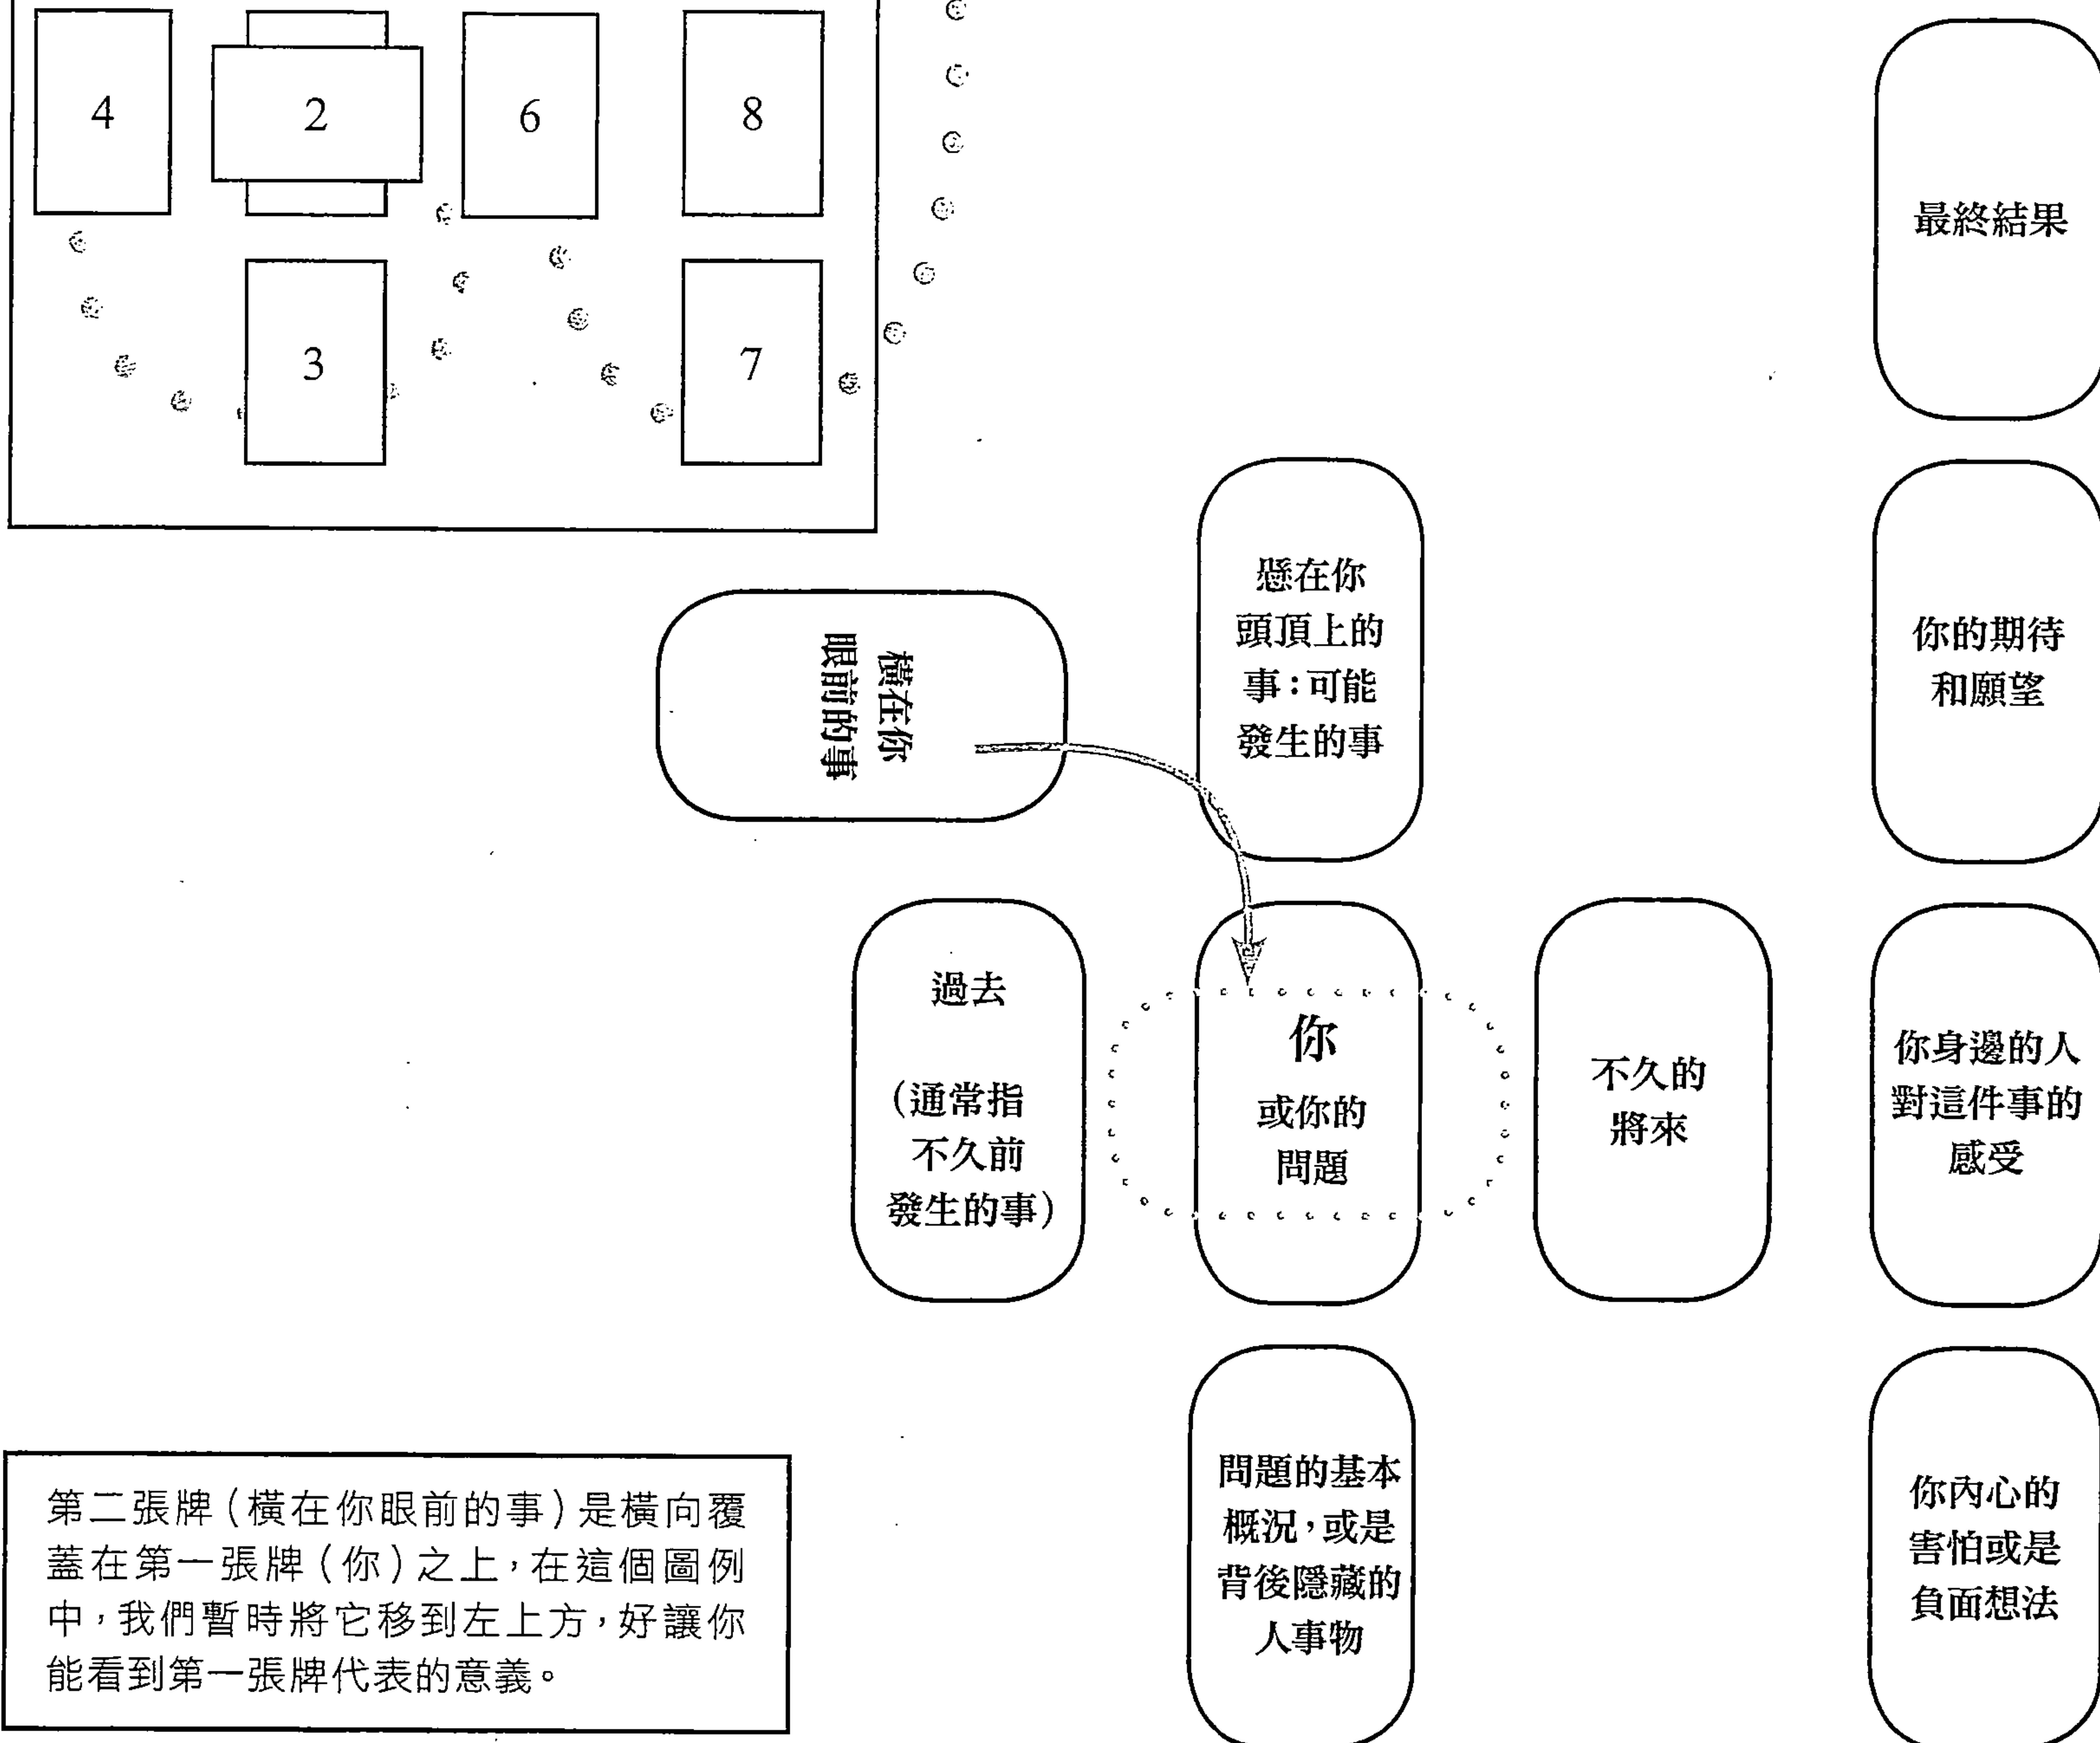 4
2
6
8
3
7
最終結果
懸在你
頭頂上的
事：可能
發生的事
你的期待
和願望
橫在你
眼前的事
過去
（通常指
不久前
發生的事）
你
或你的
問題
不久的
將來
你身邊的人
對這件事的
感受
問題的基本
概況，或是
背後隱藏的
人事物
你內心的
害怕或是
負面想法
第二張牌（橫在你眼前的事）是橫向覆
蓋在第一張牌（你）之上，在這個圖例
中，我們暫時將它移到左上方，好讓你
能看到第一張牌代表的意義。